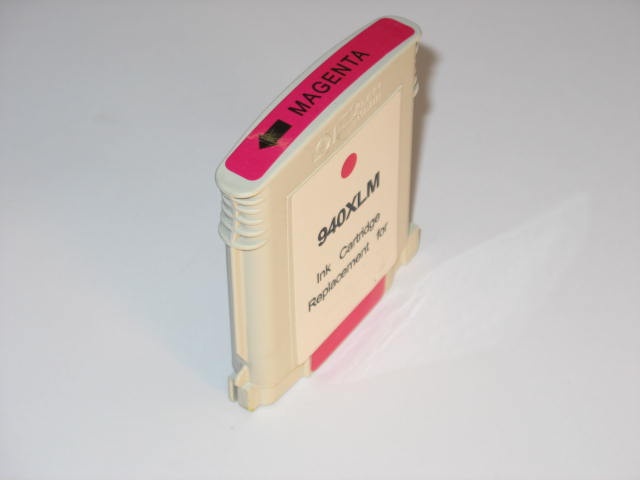 MAGENTA
940XLM
Ink Cartridge
Replacement for